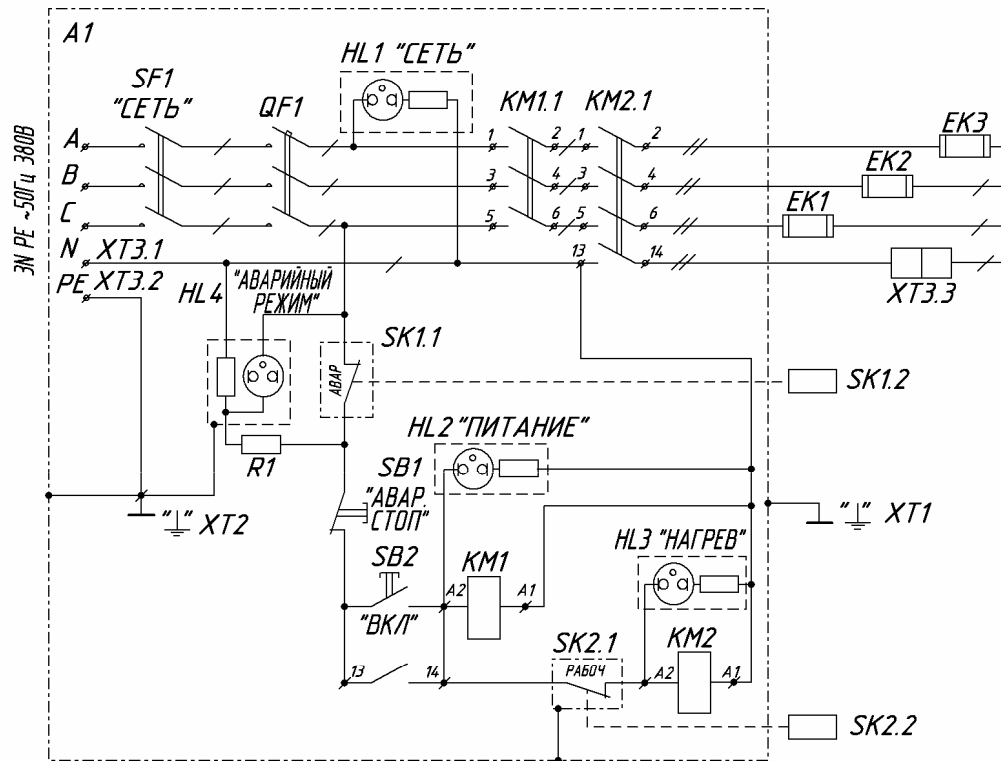 A1
HL1 "СЕТЬ"
SF1
"СЕТЬ"
QF1
KM1.1
KM2.1
3N PE ~50Гц 380В
A
1
2
1
2
EK3
B
3
4
3
4
EK2
C
5
6
5
6
EK1
N
XT3.1
13
14
XT3.3
PE
XT3.2
HL4
"АВАРИЙНЫЙ
РЕЖИМ"
SK1.1
АВАР
SK1.2
HL2 "ПИТАНИЕ"
R1
SB1
"АВАР.
СТОП"
"⏚" XT2
"⏚" XT1
HL3 "НАГРЕВ"
SB2
KM1
A2
A1
"ВКЛ"
SK2.1
KM2
13
14
РАБОЧ
A2
A1
SK2.2